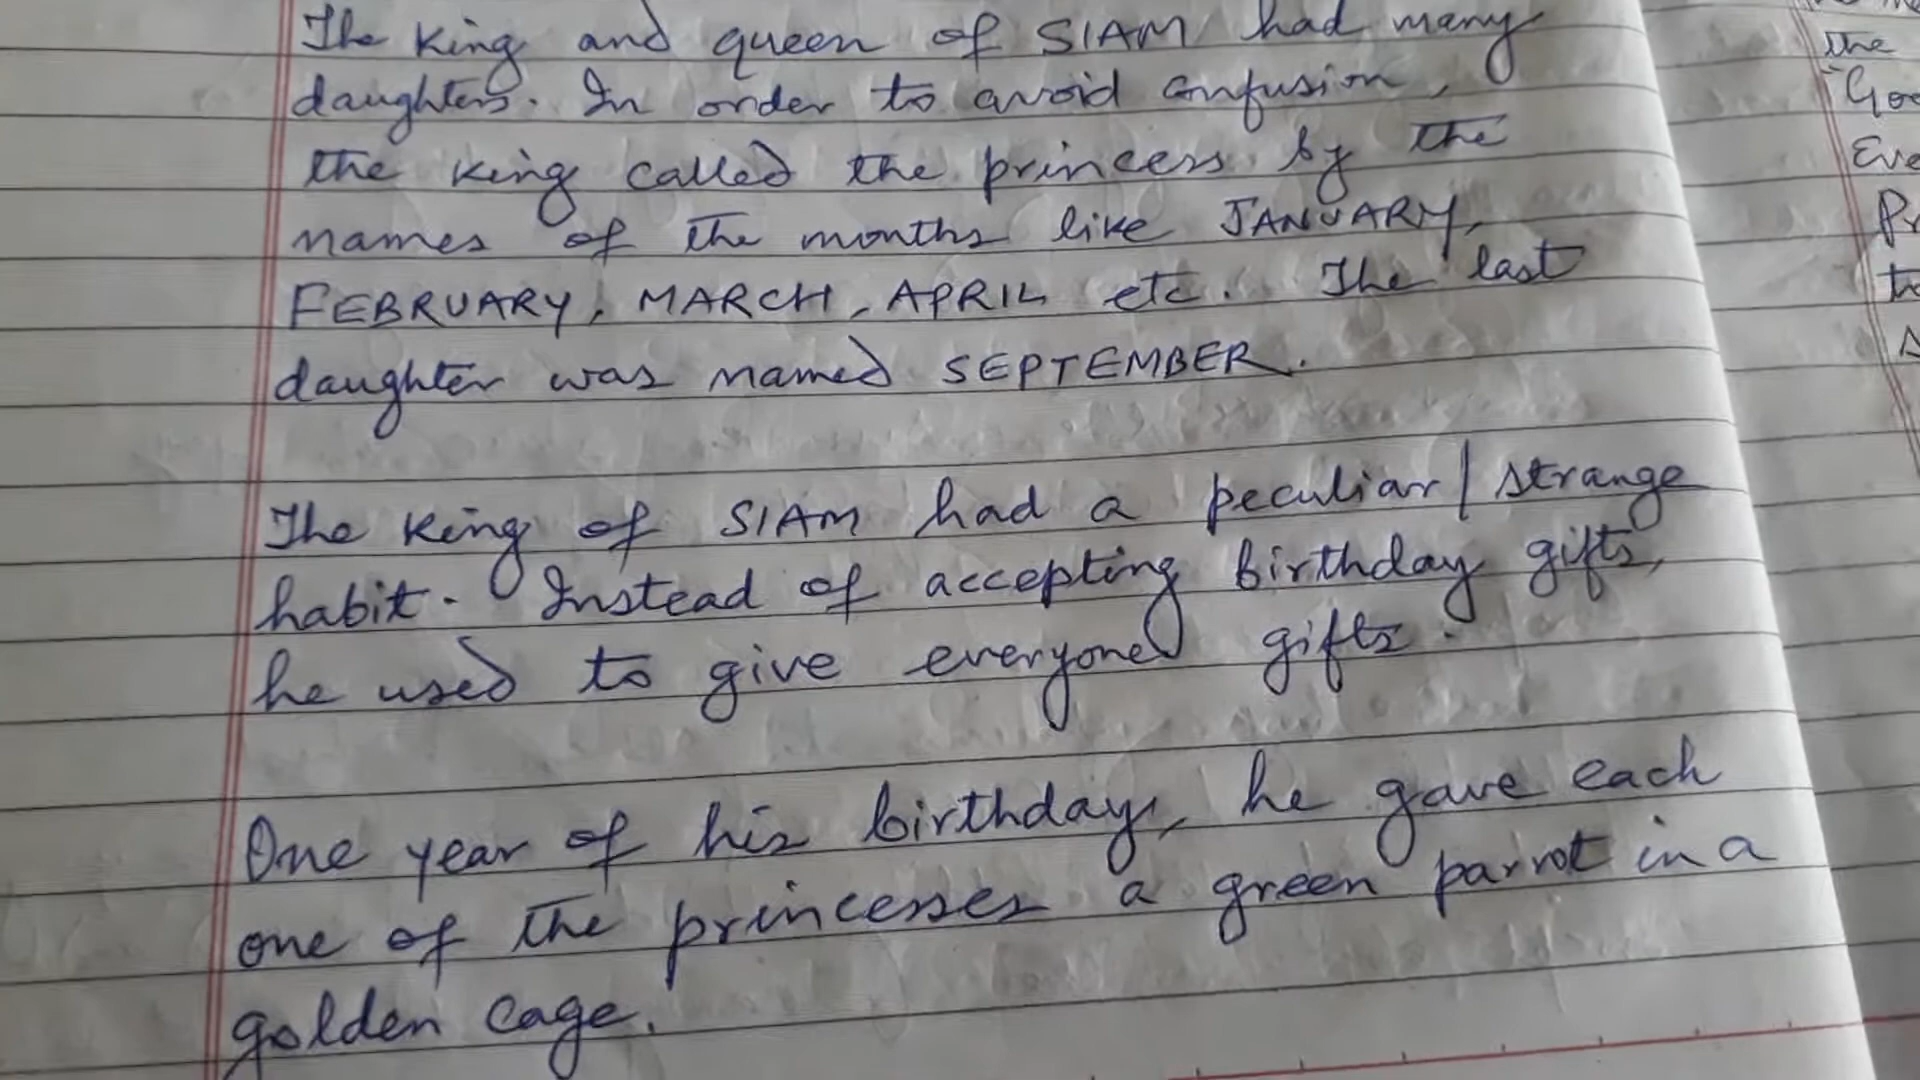 The King and queen of SIAM had many
daughters. In order to avoid confusion,
the King called the princess by the
names of the months like JANUARY,
FEBRUARY, MARCH, APRIL etc. The last
daughter was named SEPTEMBER.
The King of SIAM had a peculiar / strange
habit. Instead of accepting birthday gifts,
he used to give everyone gifts.
One year of his birthday, he gave each
one of the princesses a green parrot in a
golden cage.
the